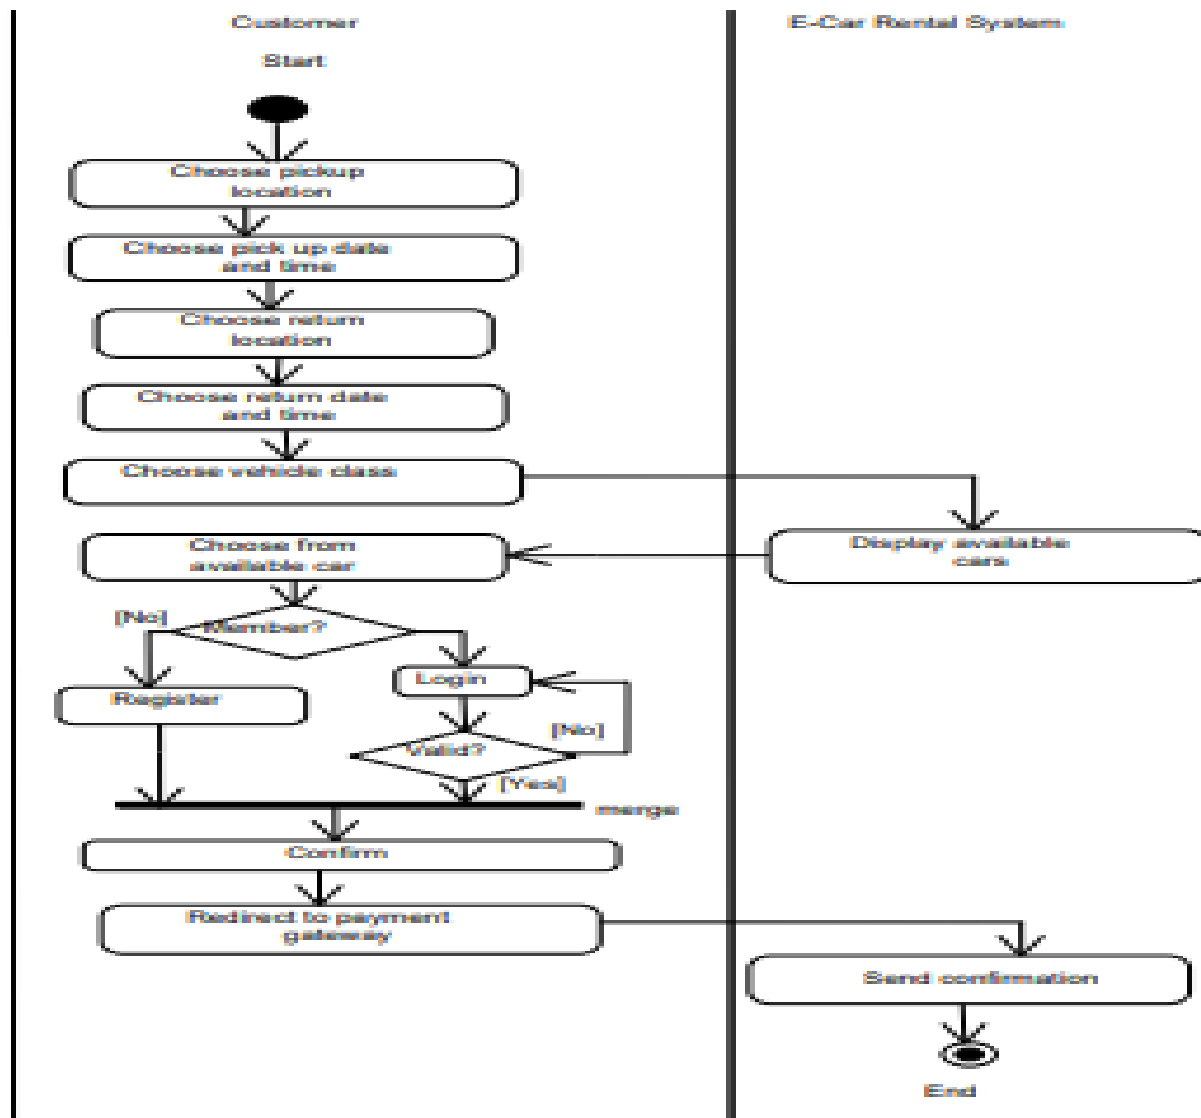 Customer
E-Car Rental System
Start
Choose pickup
location
Choose pick up date
and time
Choose return
location
Choose return date
and time
Choose vehicle class
Choose from
available car
Display available
cars
[No]
Member?
Register
Login
[No]
Valid?
[Yes]
merge
Confirm
Redirect to payment
gateway
Send confirmation
End